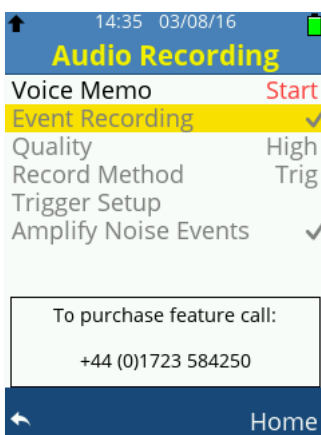 14:35 03/08/16
Audio Recording
Voice Memo Start
Event Recording
Quality High
Record Method Trig
Trigger Setup
Amplify Noise Events
To purchase feature call:
+44 (0)1723 584250
Home